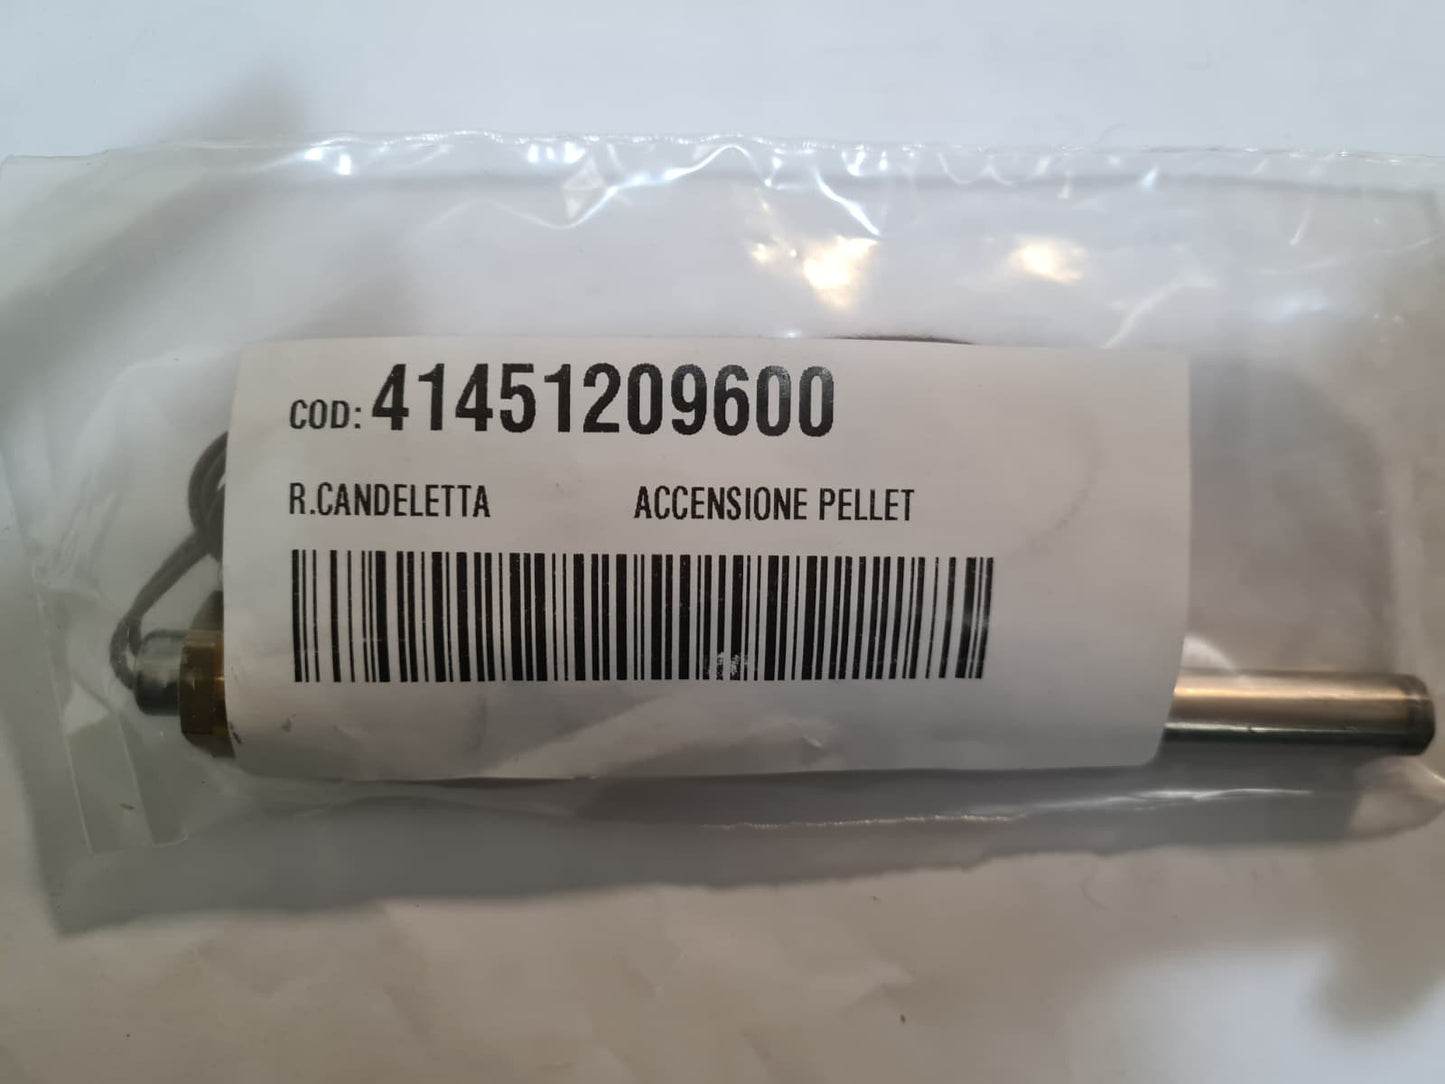 COD: 41451209600
R.CANDELETTA ACCENSIONE PELLET